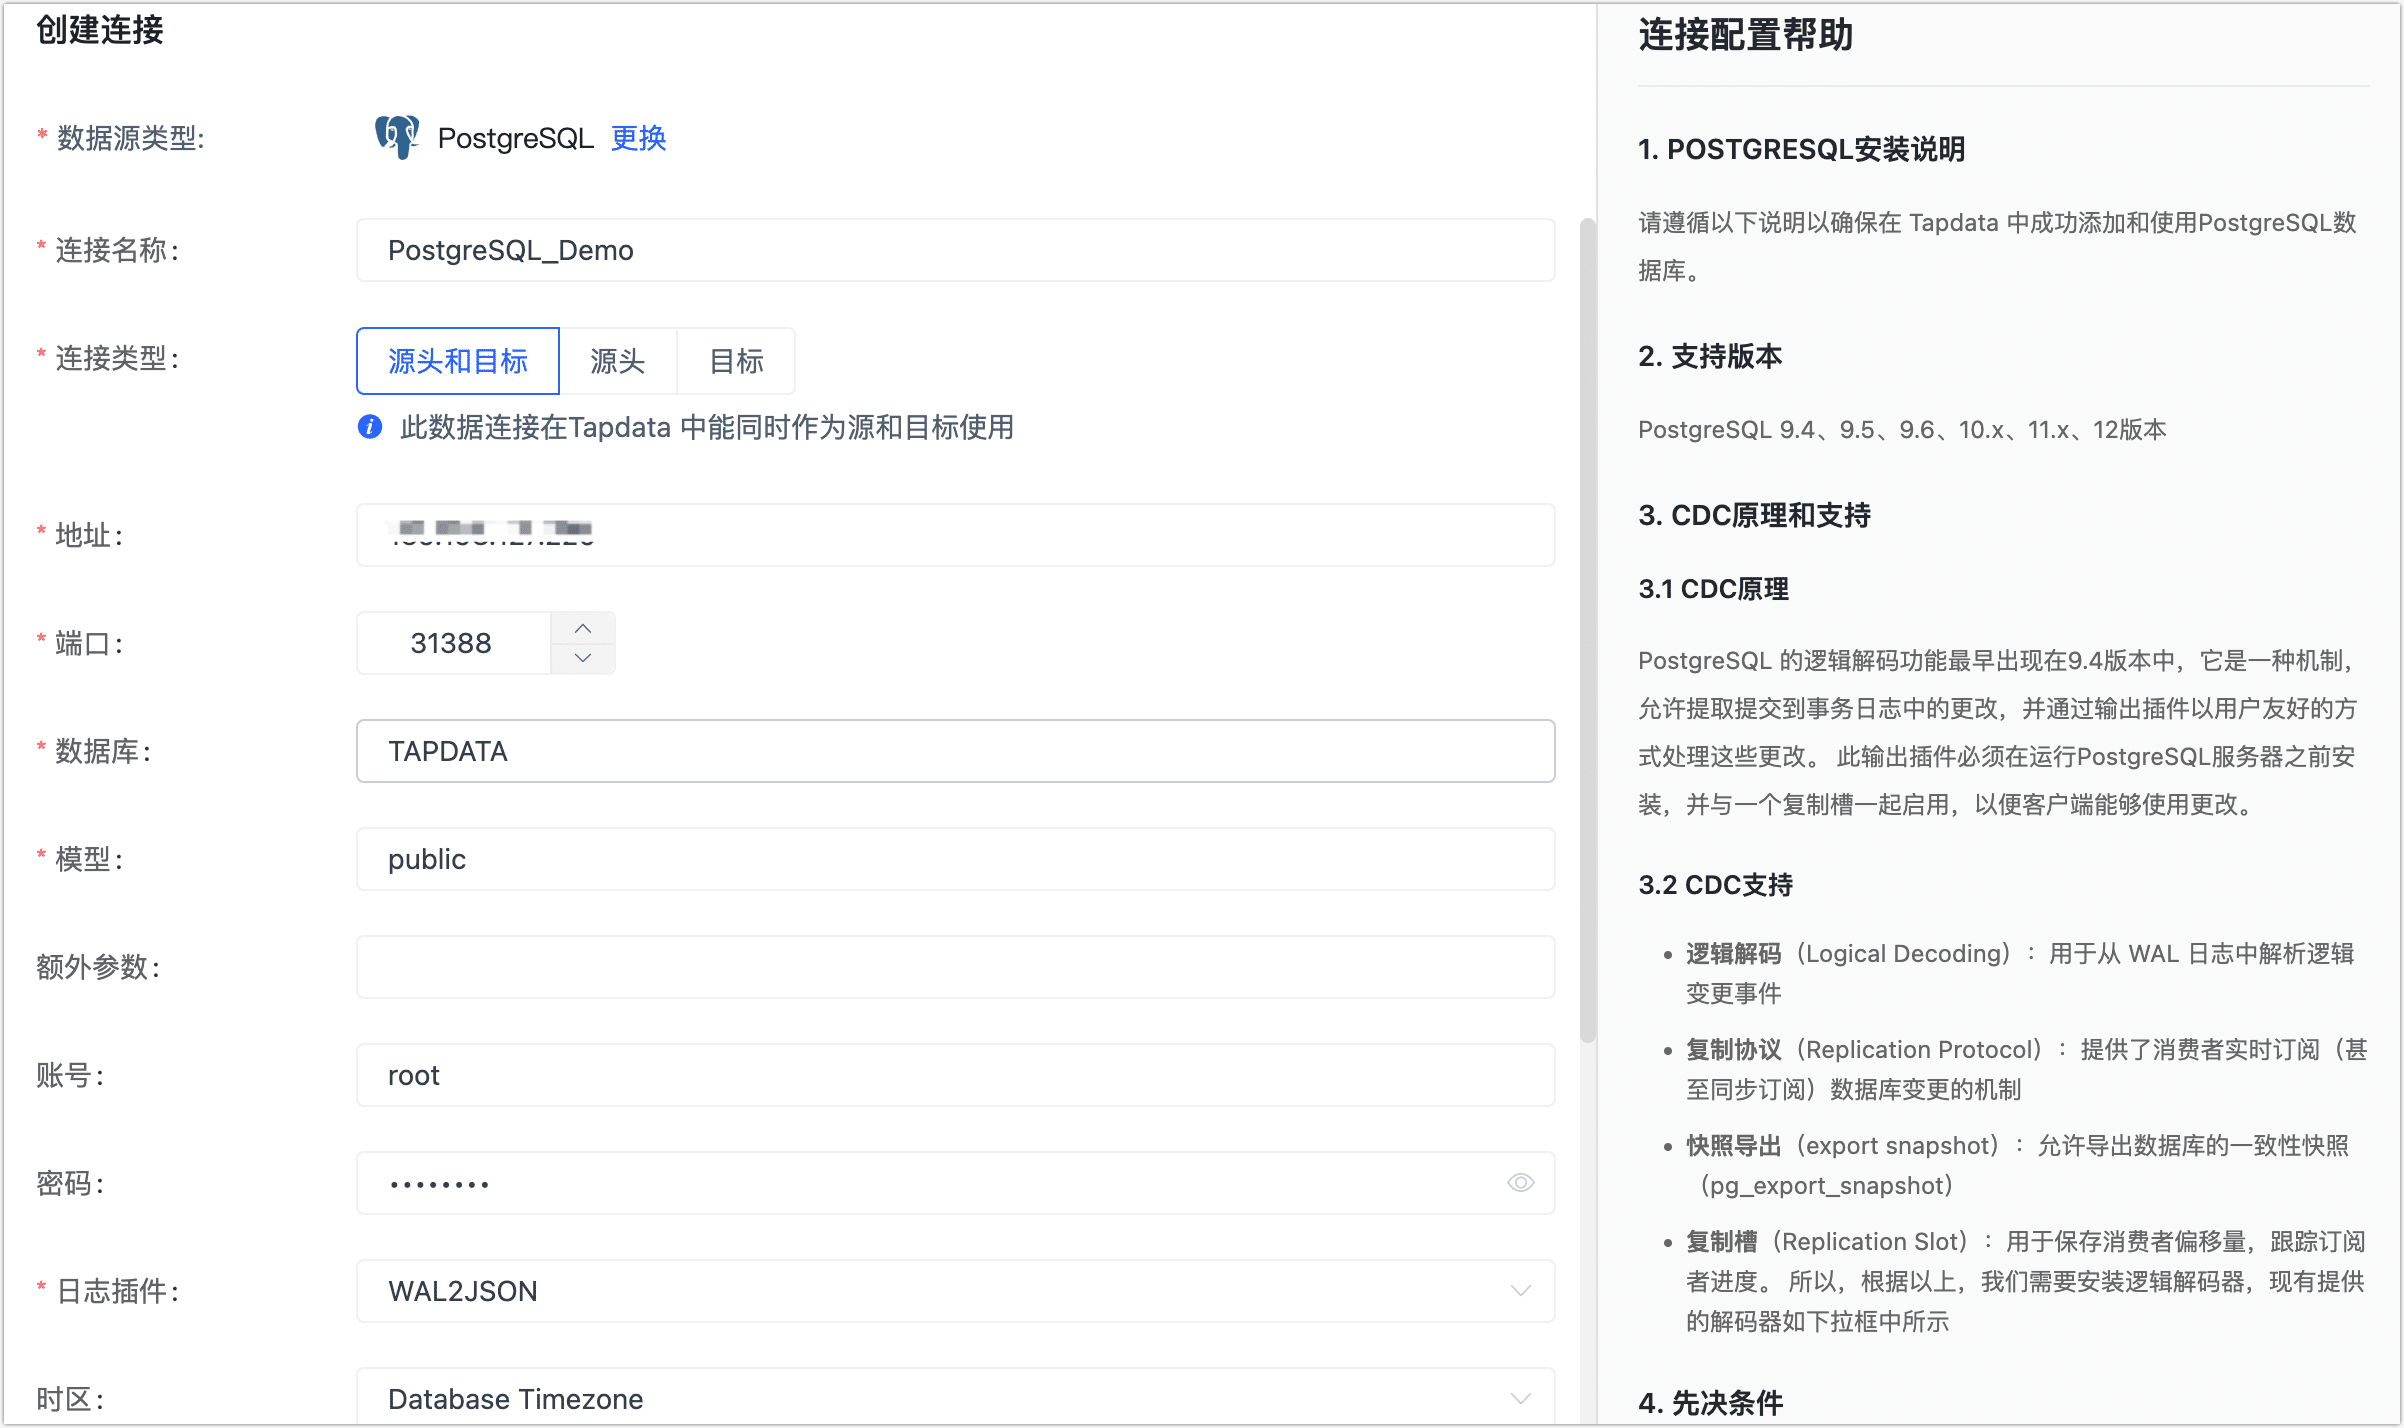 创建连接
* 数据源类型:
PostgreSQL 更换
* 连接名称:
PostgreSQL_Demo
* 连接类型:
源头和目标 源头 目标
此数据连接在Tapdata 中能同时作为源和目标使用
* 地址:
* 端口:
31388
* 数据库:
TAPDATA
* 模型:
public
额外参数:
账号:
root
密码:
••••••••
* 日志插件:
WAL2JSON
时区:
Database Timezone
连接配置帮助
1. POSTGRESQL安装说明
请遵循以下说明以确保在 Tapdata 中成功添加和使用PostgreSQL数
据库。
2. 支持版本
PostgreSQL 9.4、9.5、9.6、10.x、11.x、12版本
3. CDC原理和支持
3.1 CDC原理
PostgreSQL 的逻辑解码功能最早出现在9.4版本中，它是一种机制，
允许提取提交到事务日志中的更改，并通过输出插件以用户友好的方
式处理这些更改。 此输出插件必须在运行PostgreSQL服务器之前安
装，并与一个复制槽一起启用，以便客户端能够使用更改。
3.2 CDC支持
• 逻辑解码（Logical Decoding）：用于从 WAL 日志中解析逻辑
变更事件
• 复制协议（Replication Protocol）：提供了消费者实时订阅（甚
至同步订阅）数据库变更的机制
• 快照导出（export snapshot）：允许导出数据库的一致性快照
（pg_export_snapshot）
• 复制槽（Replication Slot）：用于保存消费者偏移量，跟踪订阅
者进度。 所以，根据以上，我们需要安装逻辑解码器，现有提供
的解码器如下拉框中所示
4. 先决条件